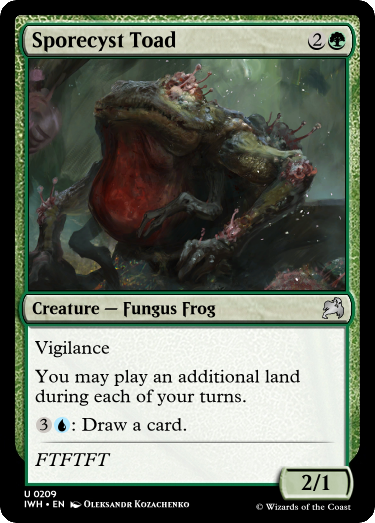 Sporecyst Toad 2
Creature — Fungus Frog
Vigilance
You may play an additional land
during each of your turns.
3: Draw a card.
FTFTFT
2/1
U 0209
IWH • EN Oleksandr Kozachenko
© Wizards of the Coast